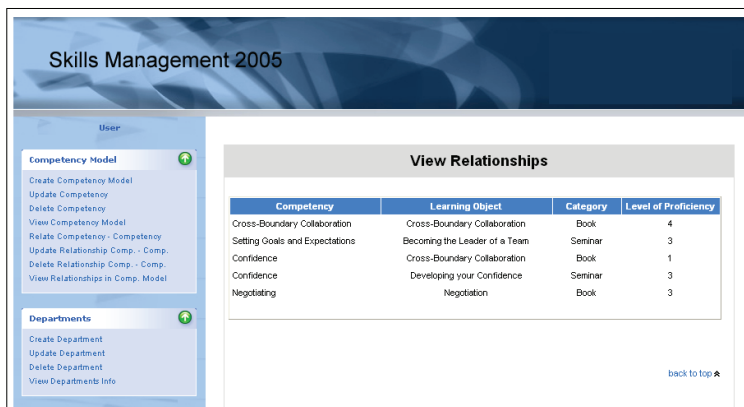 Skills Management 2005
User
Competency Model
Create Competency Model
Update Competency
Delete Competency
View Competency Model
Relate Competency - Competency
Update Relationship Comp. - Comp.
Delete Relationship Comp. - Comp.
View Relationships in Comp. Model
Departments
Create Department
Update Department
Delete Department
View Departments Info
View Relationships
Competency Learning Object Category Level of Proficiency
Cross-Boundary Collaboration Cross-Boundary Collaboration Book 4
Setting Goals and Expectations Becoming the Leader of a Team Seminar 3
Confidence Cross-Boundary Collaboration Book 1
Confidence Developing your Confidence Seminar 3
Negotiating Negotiation Book 3
back to top